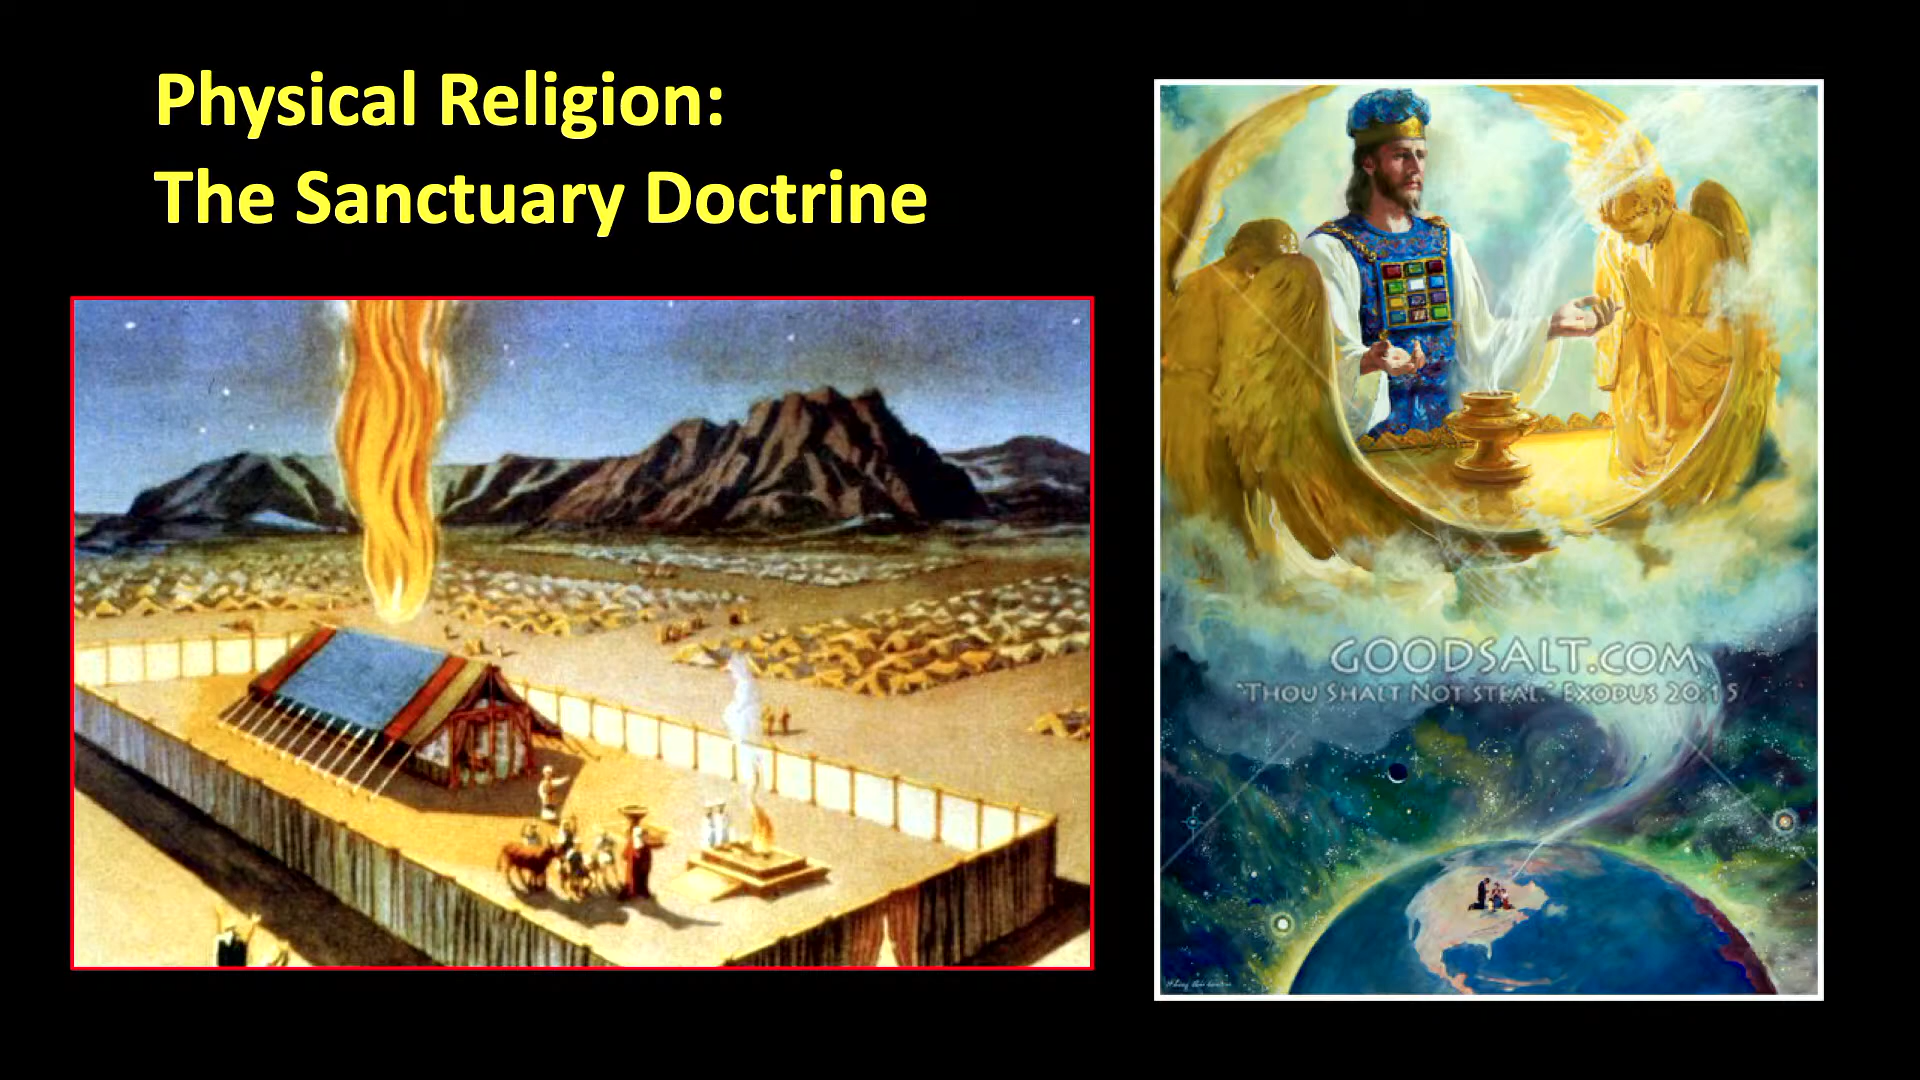 Physical Religion:
The Sanctuary Doctrine
GOODSALT.COM
"THOU SHALT NOT STEAL." EXODUS 20:15